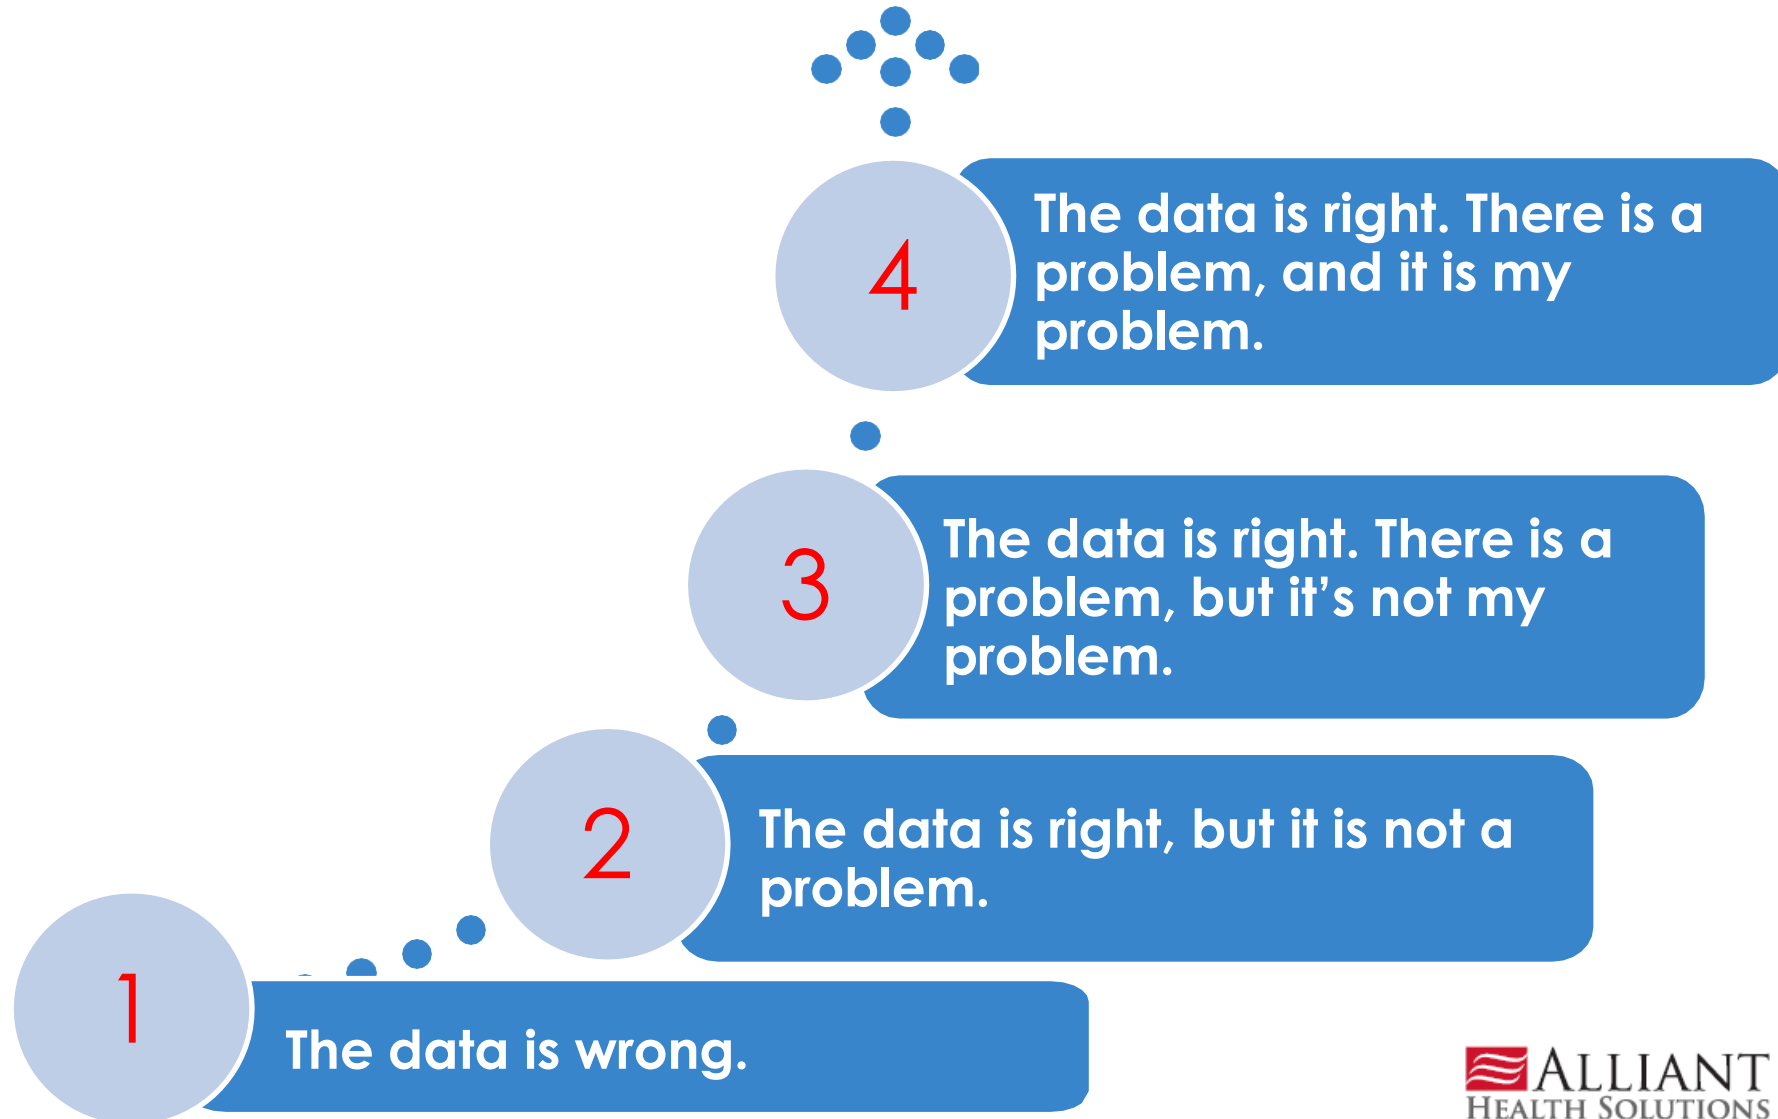 4
The data is right. There is a
problem, and it is my
problem.
3
The data is right. There is a
problem, but it’s not my
problem.
2
The data is right, but it is not a
problem.
1
The data is wrong.
ALLIANT
HEALTH SOLUTIONS